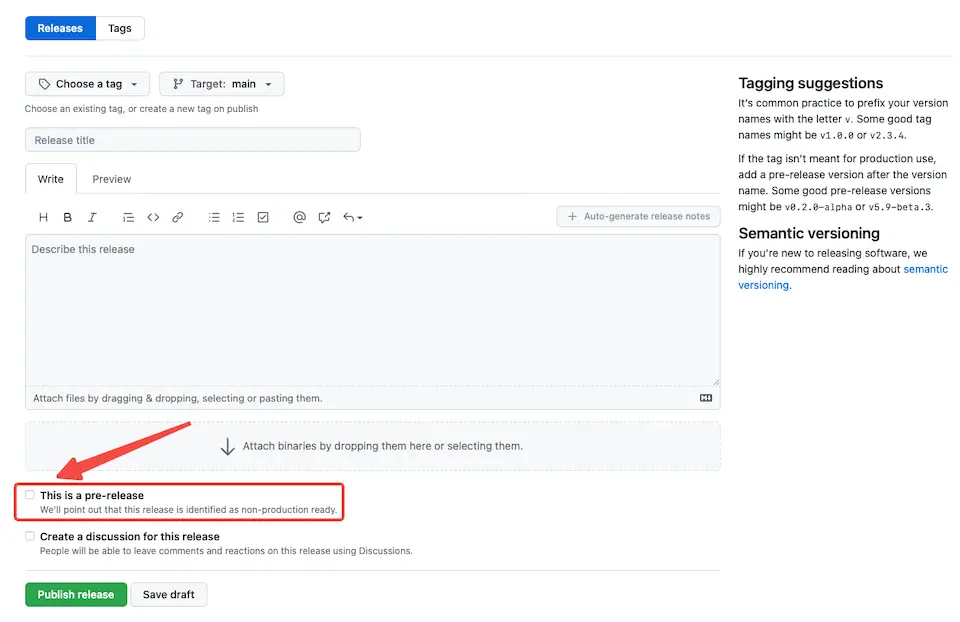 Releases Tags
Choose a tag Target: main
Choose an existing tag, or create a new tag on publish
Release title
Write Preview
H B I
Auto-generate release notes
Describe this release
Attach files by dragging & dropping, selecting or pasting them.
Attach binaries by dropping them here or selecting them.
This is a pre-release
We'll point out that this release is identified as non-production ready.
Create a discussion for this release
People will be able to leave comments and reactions on this release using Discussions.
Publish release Save draft
Tagging suggestions
It's common practice to prefix your version
names with the letter v. Some good tag
names might be v1.0.0 or v2.3.4.
If the tag isn't meant for production use,
add a pre-release version after the version
name. Some good pre-release versions
might be v0.2.0-alpha or v5.9-beta.3.
Semantic versioning
If you're new to releasing software, we
highly recommend reading about semantic
versioning.